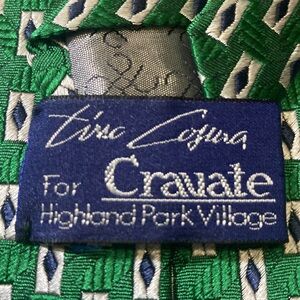 Tino Cosma
For Cravate
Highland Park Village